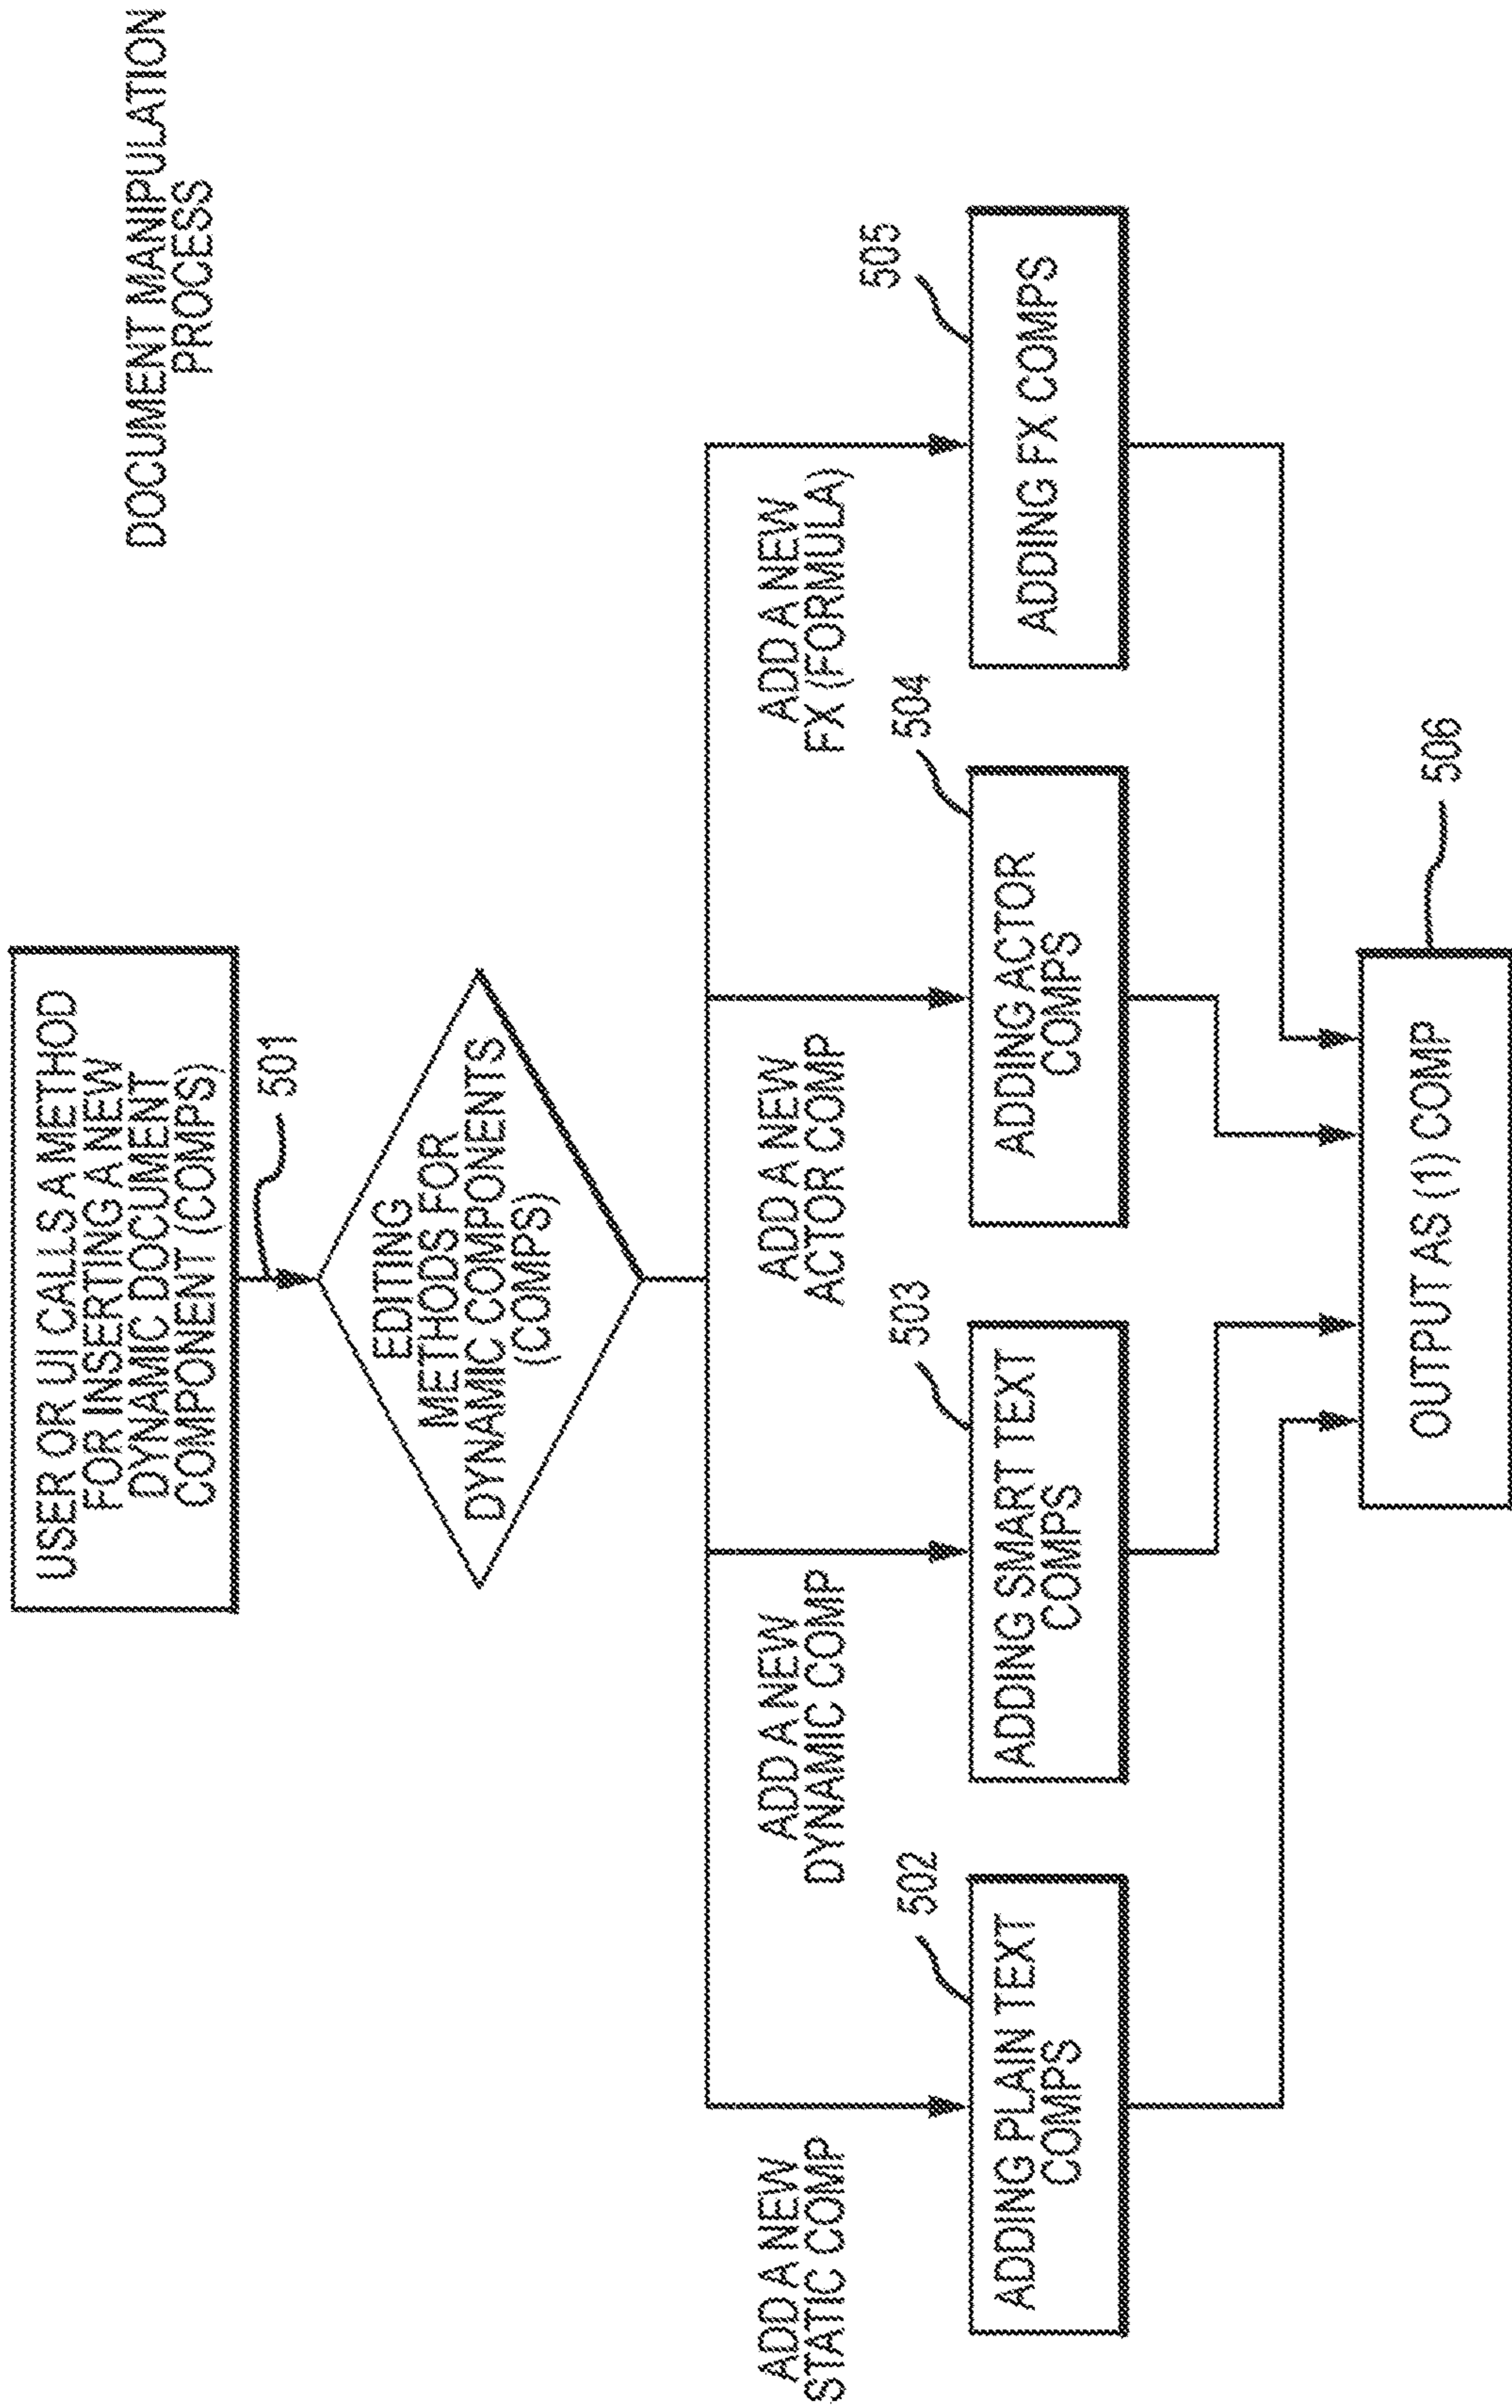 DOCUMENT MANIPULATION
PROCESS
USER OR UI CALLS A METHOD
FOR INSERTING A NEW
DYNAMIC DOCUMENT
COMPONENT (COMPS)
501
EDITING
METHODS FOR
DYNAMIC COMPONENTS
(COMPS)
ADD A NEW
STATIC COMP
ADD A NEW
DYNAMIC COMP
ADD A NEW
ACTOR COMP
ADD A NEW
FX (FORMULA)
502
503
504
505
ADDING PLAIN TEXT
COMPS
ADDING SMART TEXT
COMPS
ADDING ACTOR
COMPS
ADDING FX COMPS
OUTPUT AS (1) COMP
506